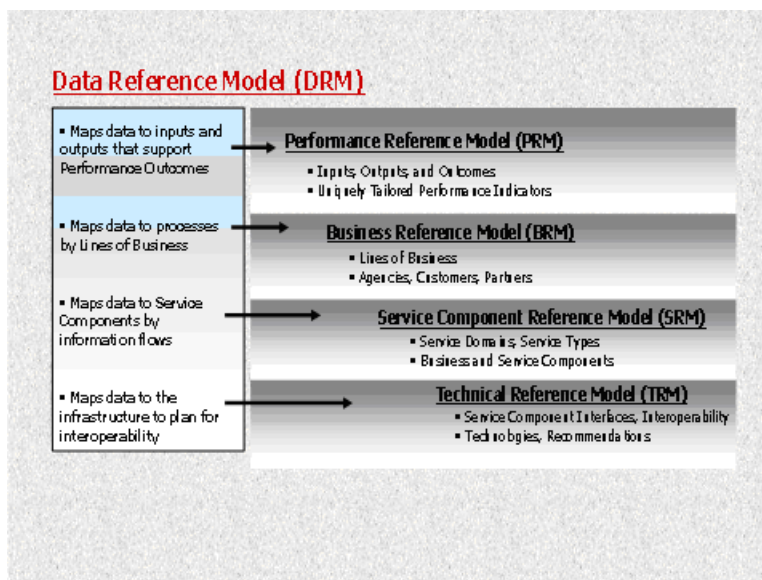 Data Reference Model (DRM)
▪ Maps data to inputs and
outputs that support
Performance Outcomes
Performance Reference Model (PRM)
▪ Inputs, Outputs, and Outcomes
▪ Uniquely Tailored Performance Indicators
▪ Maps data to processes
by Lines of Business
Business Reference Model (BRM)
▪ Lines of Business
▪ Agencies, Customers, Partners
▪ Maps data to Service
Components by
information flows
Service Component Reference Model (SRM)
▪ Service Domains, Service Types
▪ Business and Service Components
▪ Maps data to the
infrastructure to plan for
interoperability
Technical Reference Model (TRM)
▪ Service Component Interfaces, Interoperability
▪ Technologies, Recommendations